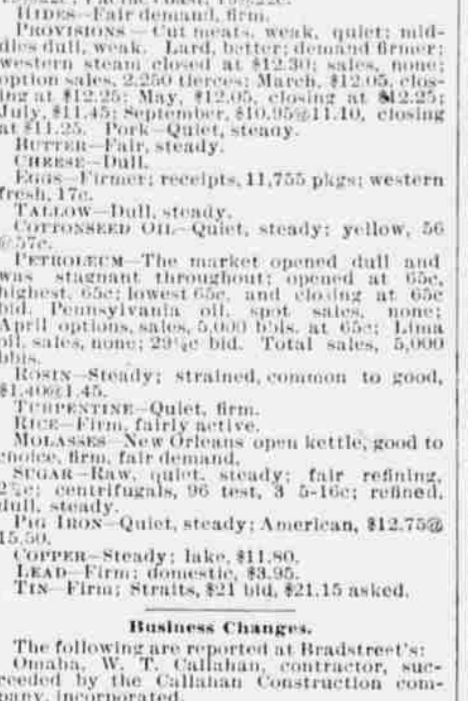 HIDES—Fair demand, firm.
PROVISIONS—Cut meats, weak, quiet; mid-
dles dull, weak. Lard, better; demand firmer;
western steam closed at $12.30; sales, none;
option sales, 2,250 tierces; March, $12.05, clos-
ing at $12.25; May, $12.05, closing at $12.25;
July, $11.45; September, $10.95@11.10, closing
at $11.25. Pork—Quiet, steady.
BUTTER—Fair, steady.
CHEESE—Dull.
EGGS—Firmer; receipts, 11,755 pkgs; western
fresh, 17c.
TALLOW—Dull, steady.
COTTONSEED OIL—Quiet, steady; yellow, 56
@57c.
PETROLEUM—The market opened dull and
was stagnant throughout; opened at 65c,
highest, 65c; lowest 65c, and closing at 65c
bid. Pennsylvania oil, spot sales, none;
April options, sales, 5,000 bbls. at 65c; Lima
oil, sales, none; 29¼c bid. Total sales, 5,000
bbls.
ROSIN—Steady; strained, common to good,
$1.40@1.45.
TURPENTINE—Quiet, firm.
RICE—Firm, fairly active.
MOLASSES—New Orleans open kettle, good to
choice, firm, fair demand.
SUGAR—Raw, quiet, steady; fair refining,
centrifugals, 96 test, 3 5-16c; refined,
dull, steady.
PIG IRON—Quiet, steady; American, $12.75@
15.50.
COPPER—Steady; lake, $11.80.
LEAD—Firm; domestic, $3.95.
TIN—Firm; Straits, $21 bid, $21.15 asked.
Business Changes.
The following are reported at Bradstreet's:
Omaha, W. T. Callahan, contractor, suc-
ceeded by the Callahan Construction com-
pany, incorporated.